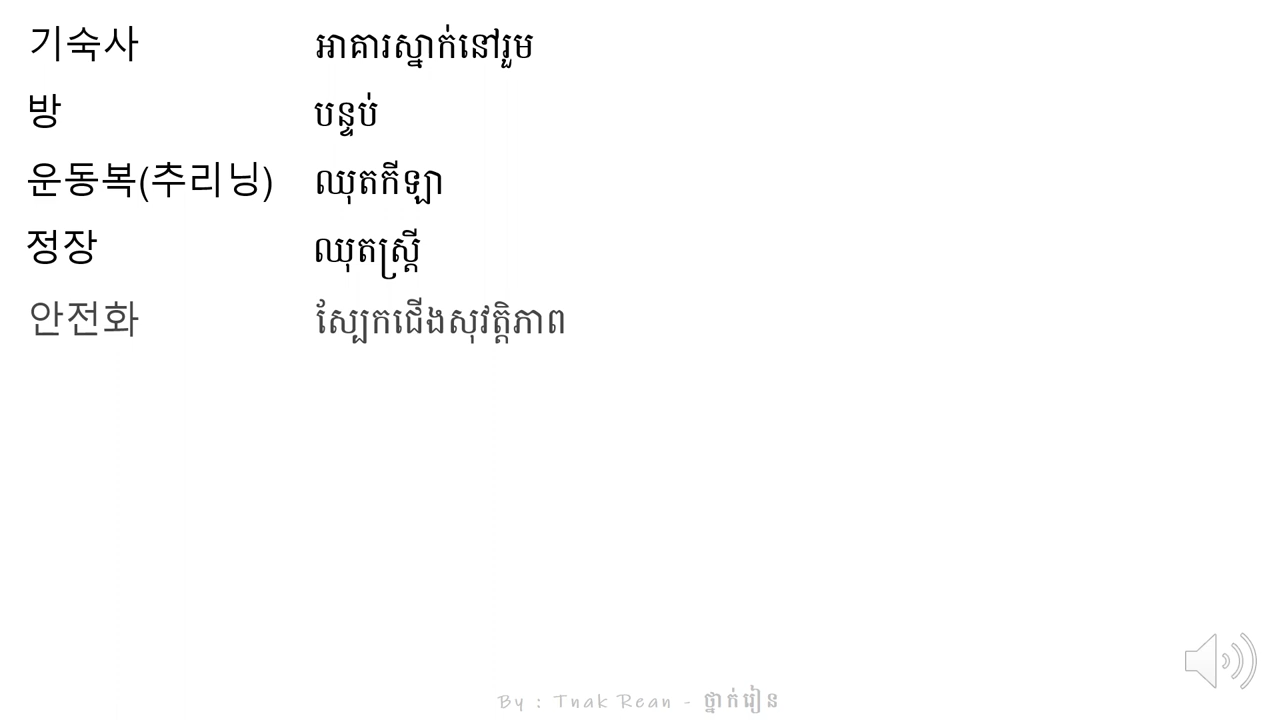 기숙사 អាគារស្នាក់នៅរួម
방 បន្ទប់
운동복(추리닝) ឈុតកីឡា
정장 ឈុតស្ត្រី
안전화 ស្បែកជើងសុវត្ថិភាព
By : Tnak Rean - ថ្នាក់រៀន